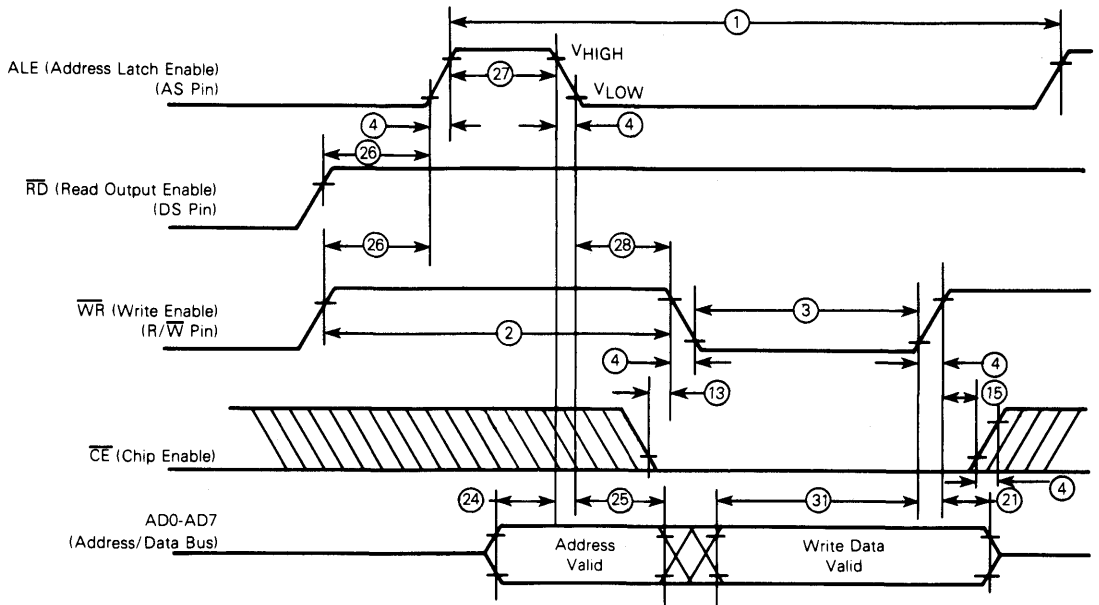 1
ALE (Address Latch Enable)
(AS Pin)
VHIGH
27
VLOW
4
4
26
RD (Read Output Enable)
(DS Pin)
26
28
WR (Write Enable)
(R/W Pin)
2
3
4
4
13
15
CE (Chip Enable)
4
24
25
31
21
AD0-AD7
(Address/Data Bus)
Address
Valid
Write Data
Valid